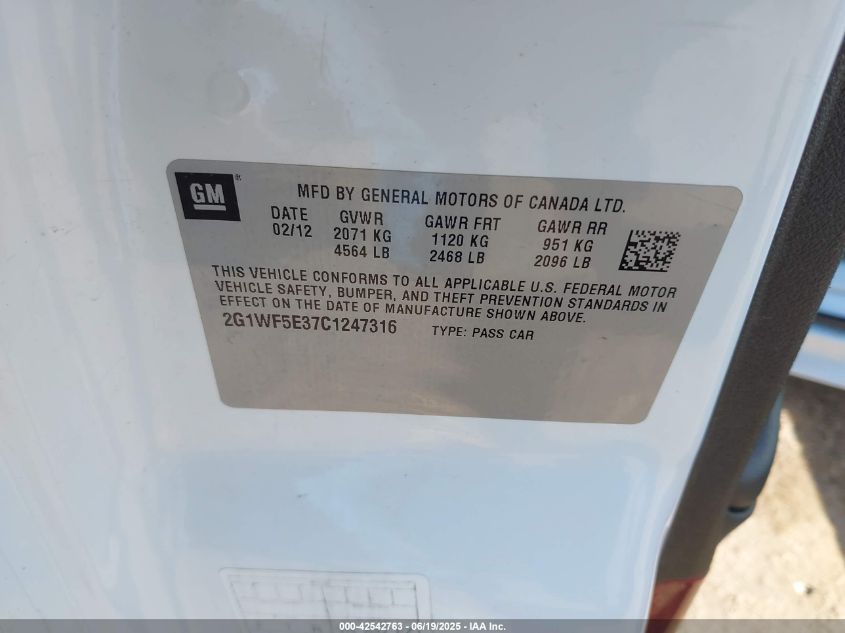 GM®
MFD BY GENERAL MOTORS OF CANADA LTD.
DATE GVWR GAWR FRT GAWR RR
02/12 2071 KG 1120 KG 951 KG
4564 LB 2468 LB 2096 LB
THIS VEHICLE CONFORMS TO ALL APPLICABLE U.S. FEDERAL MOTOR
VEHICLE SAFETY, BUMPER, AND THEFT PREVENTION STANDARDS IN
EFFECT ON THE DATE OF MANUFACTURE SHOWN ABOVE.
2G1WF5E37C1247316 TYPE: PASS CAR
000-42542763 - 06/19/2025 - IAA Inc.